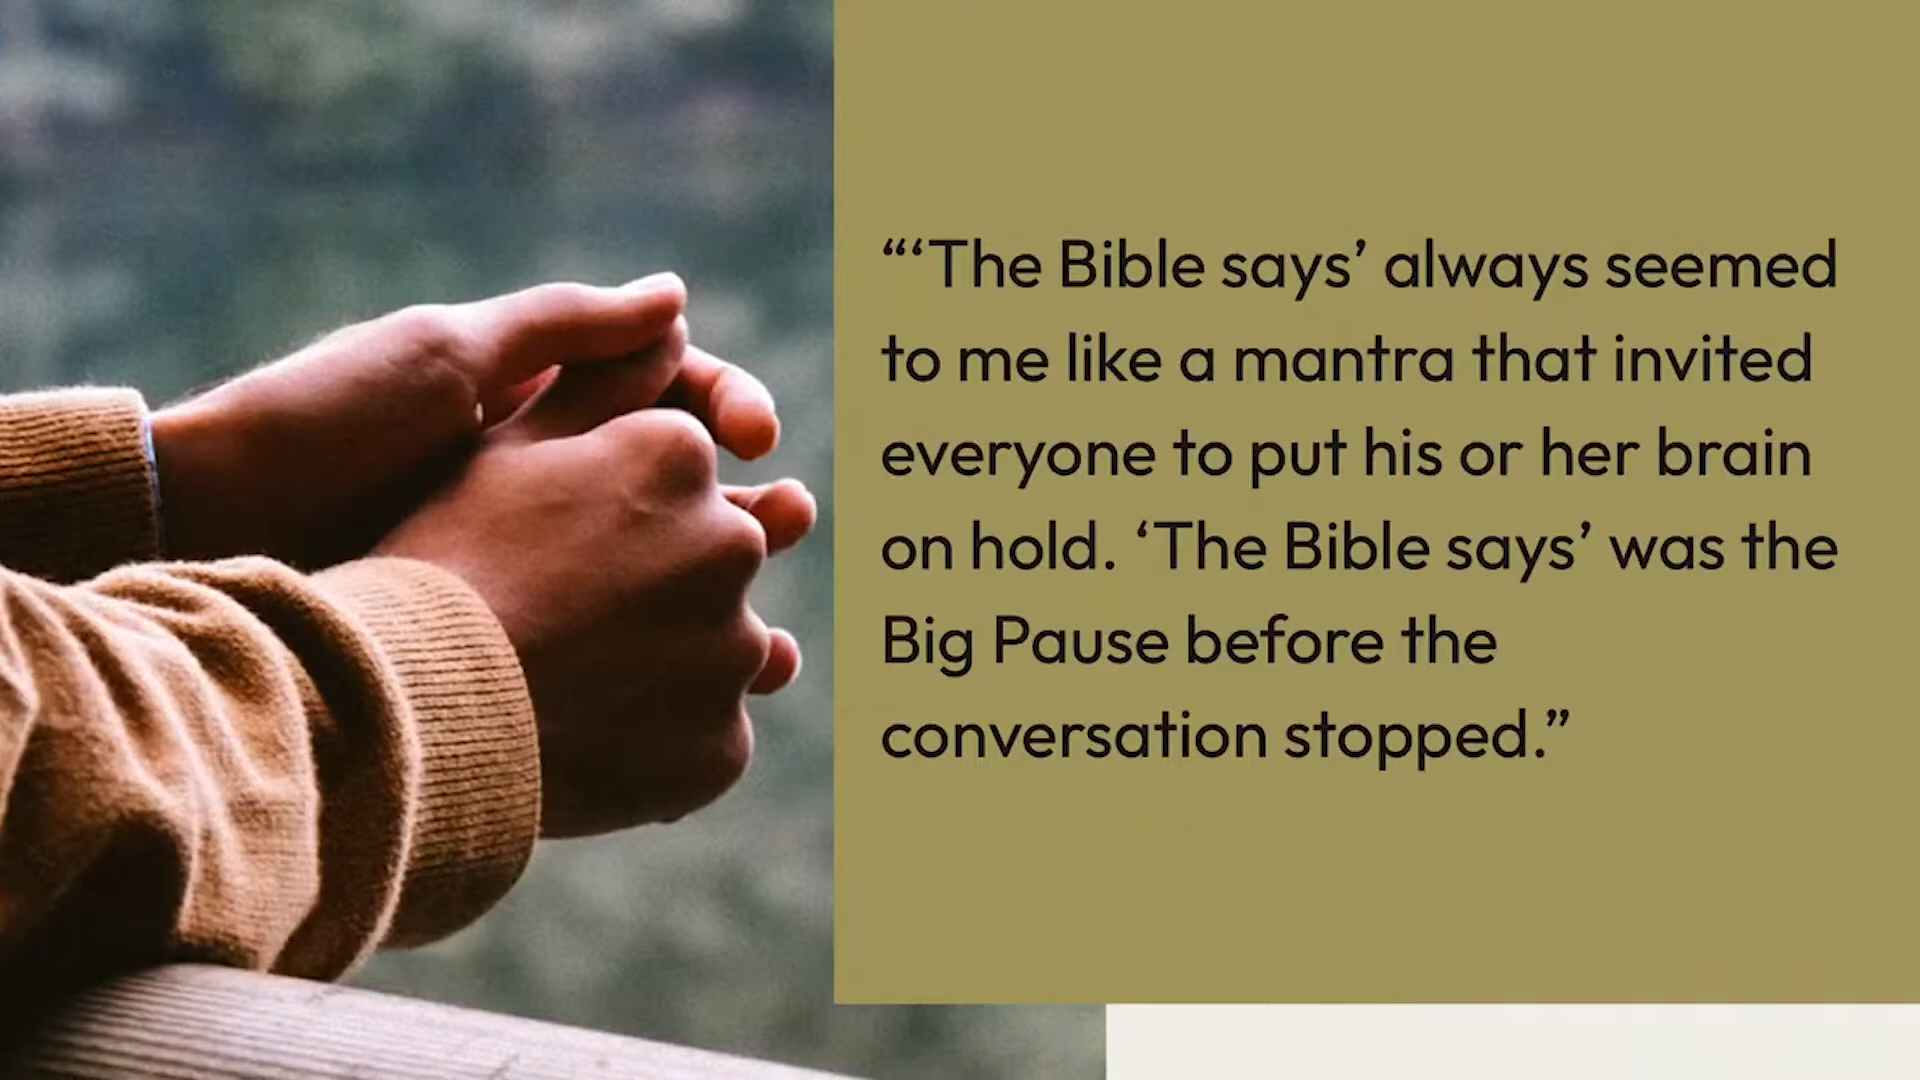 “‘The Bible says’ always seemed
to me like a mantra that invited
everyone to put his or her brain
on hold. ‘The Bible says’ was the
Big Pause before the
conversation stopped.”